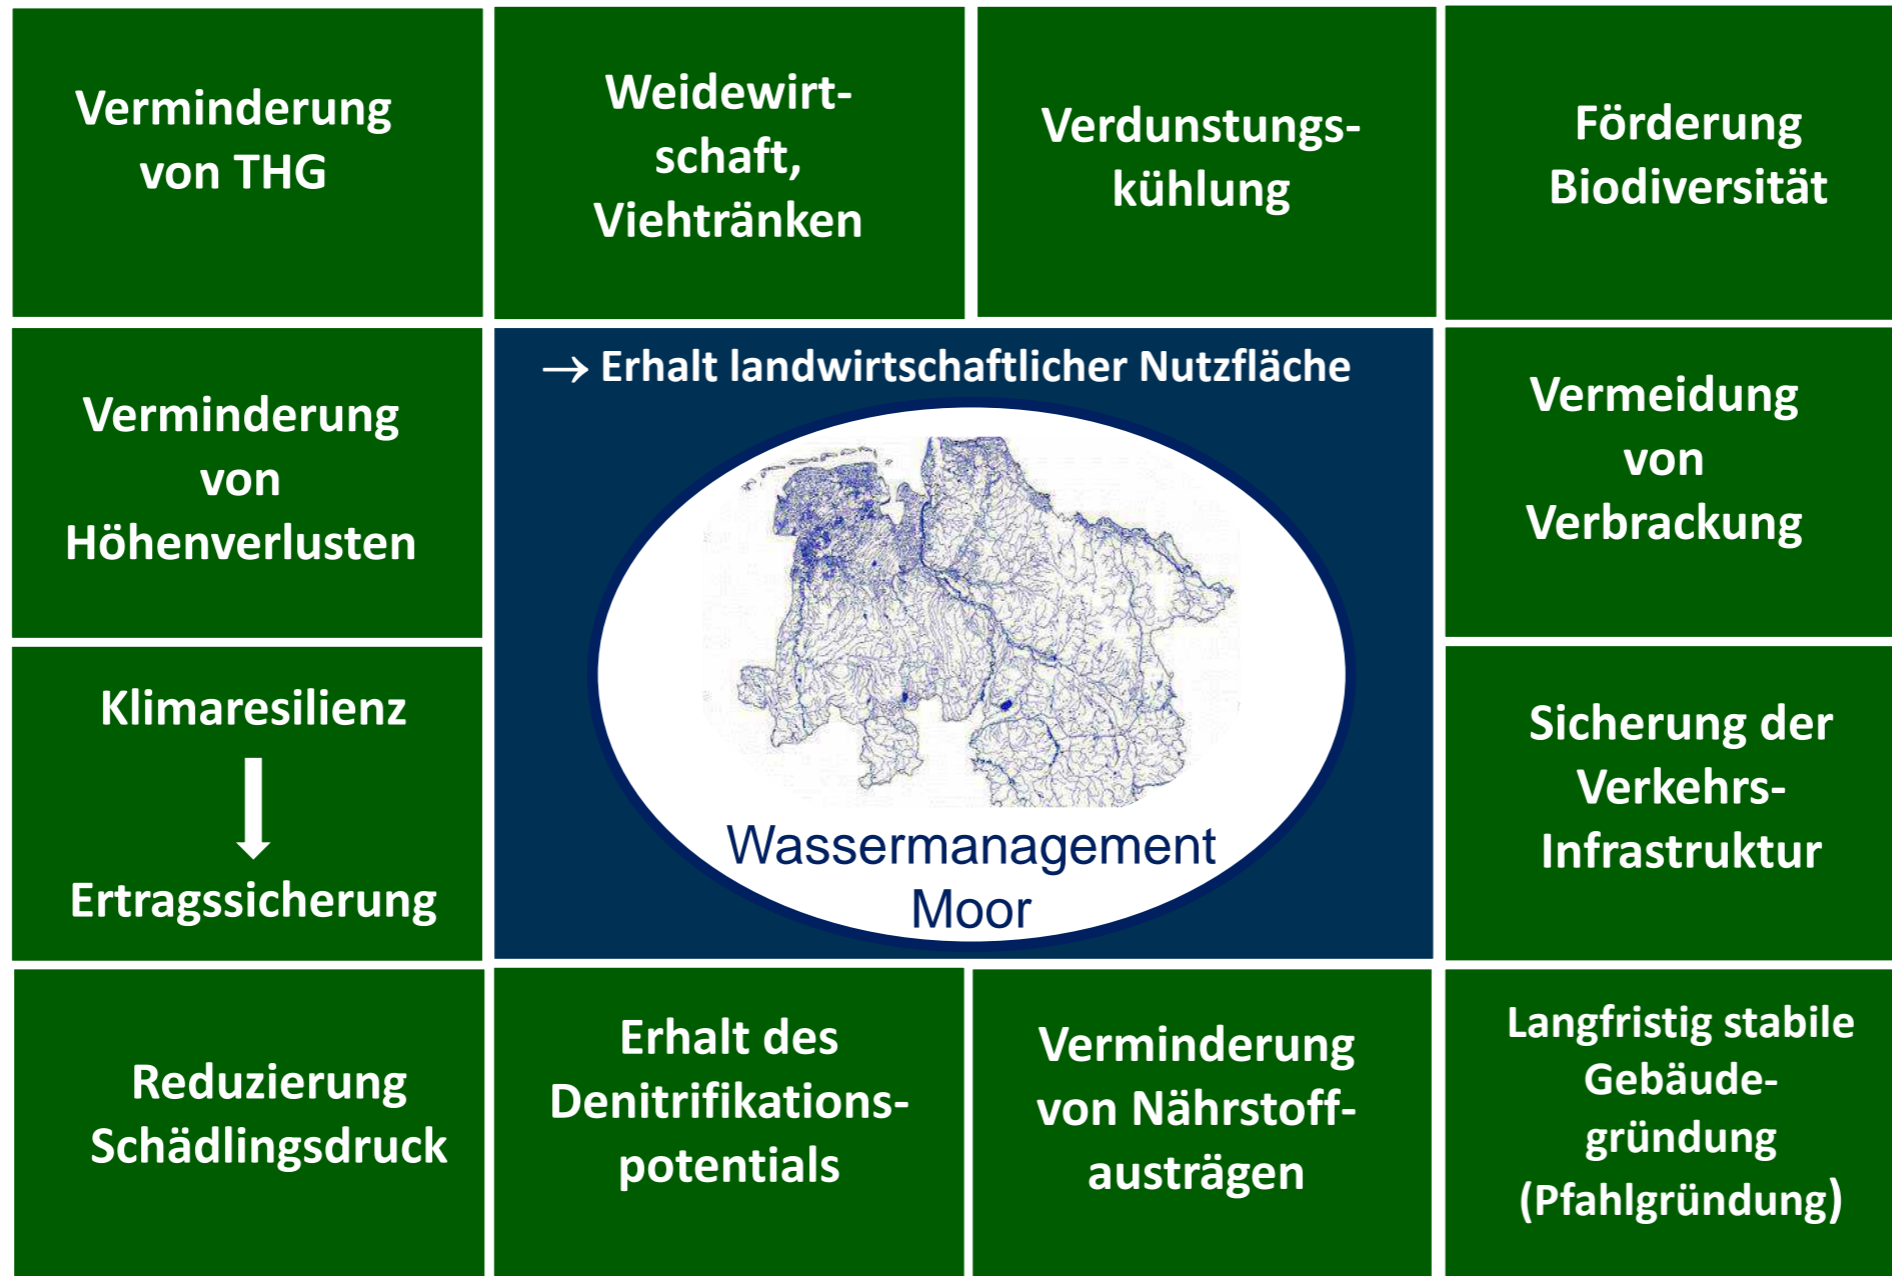 Verminderung
von THG
Weidewirt-
schaft,
Viehtränken
Verdunstungs-
kühlung
Förderung
Biodiversität
Verminderung
von
Höhenverlusten
→ Erhalt landwirtschaftlicher Nutzfläche
Wassermanagement
Moor
Vermeidung
von
Verbrackung
Klimaresilienz
Ertragssicherung
Sicherung der
Verkehrs-
Infrastruktur
Reduzierung
Schädlingsdruck
Erhalt des
Denitrifikations-
potentials
Verminderung
von Nährstoff-
austrägen
Langfristig stabile
Gebäude-
gründung
(Pfahlgründung)